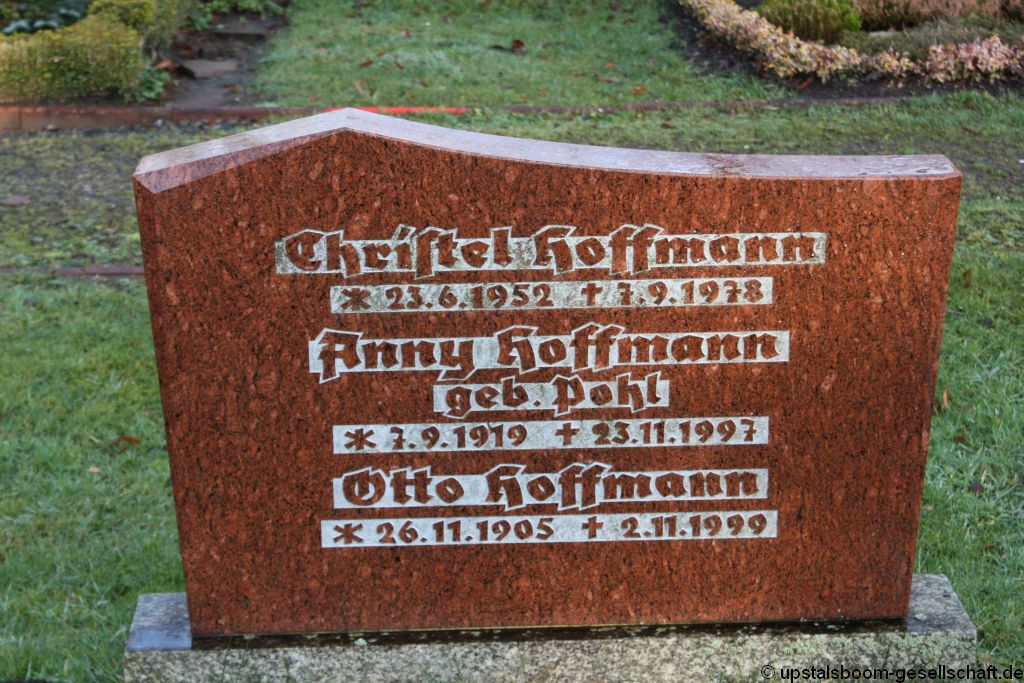 Christel Hoffmann
* 23.6.1952 † 7.9.1978
Anny Hoffmann
geb. Pohl
* 7.9.1919 † 23.11.1997
Otto Hoffmann
* 26.11.1905 † 2.11.1999
© upstalsboom-gesellschaft.de